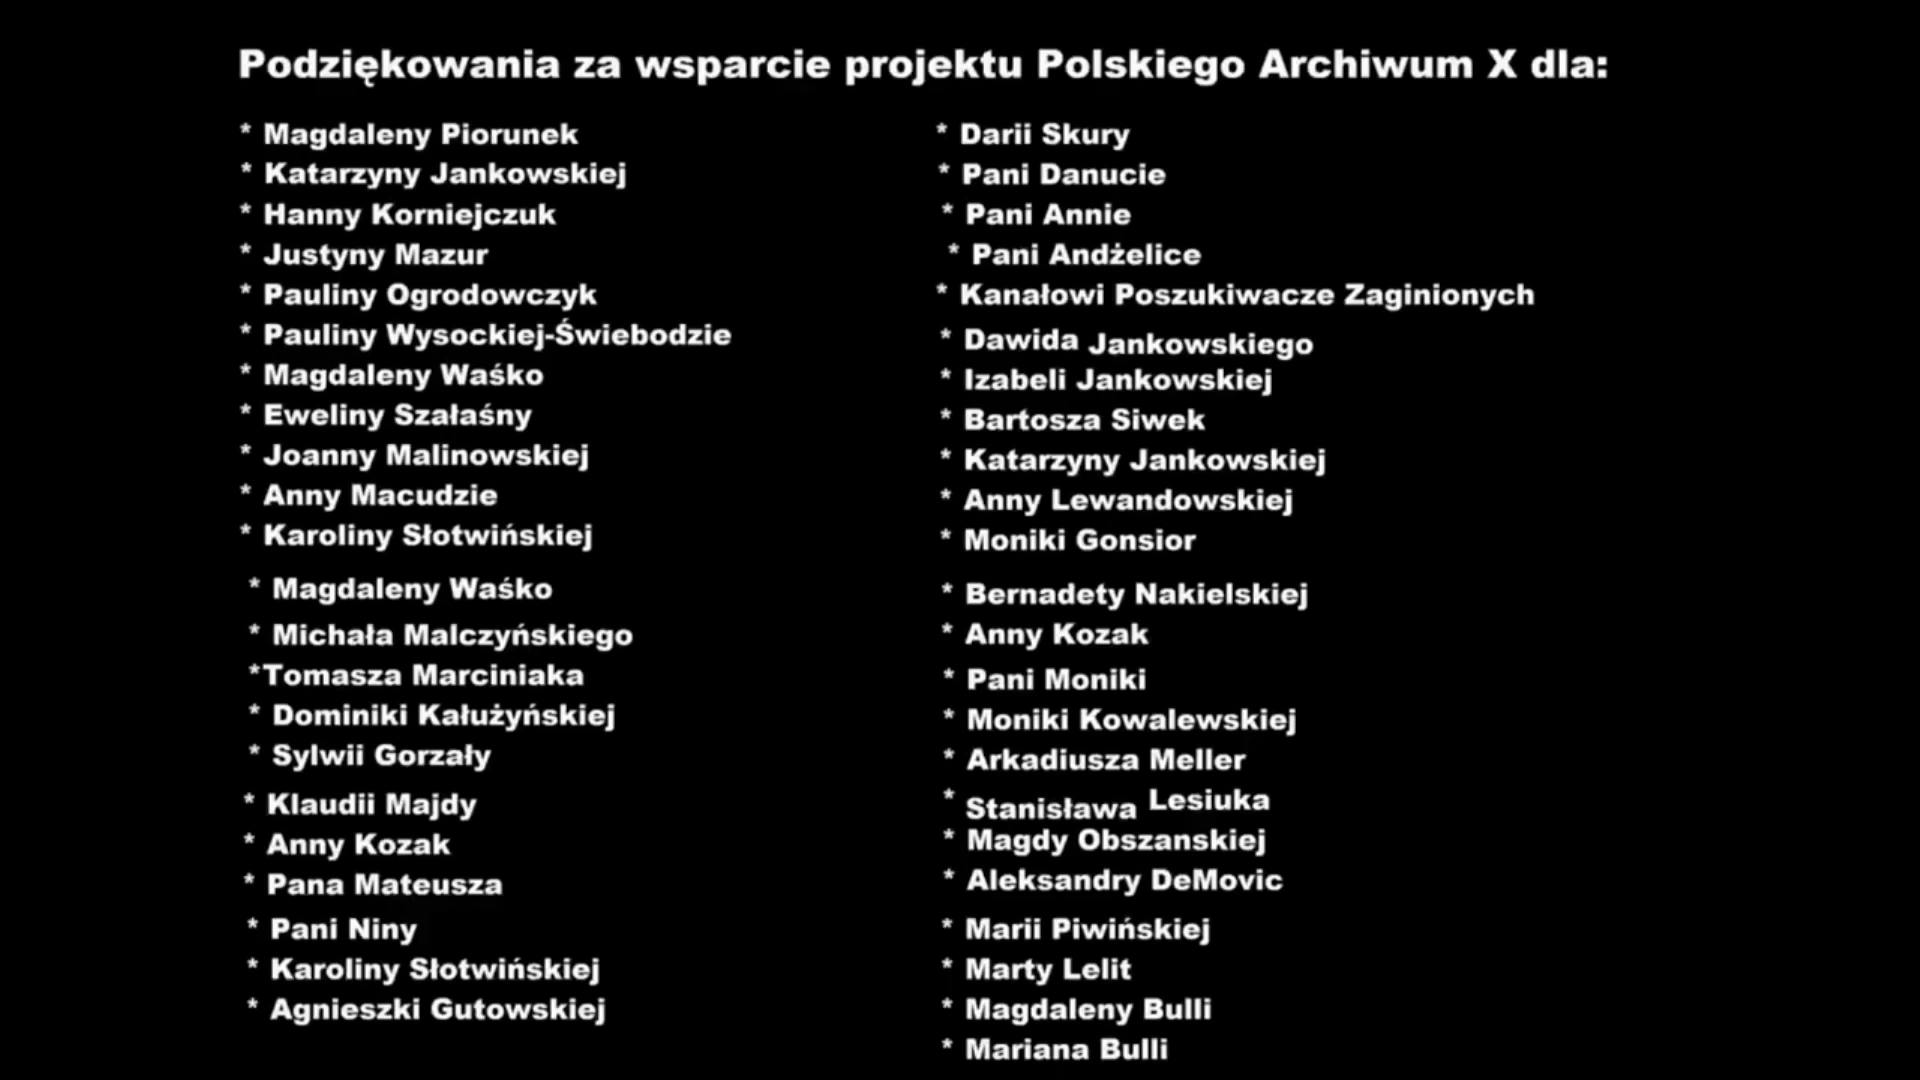 Podziękowania za wsparcie projektu Polskiego Archiwum X dla:
* Magdaleny Piorunek
* Katarzyny Jankowskiej
* Hanny Korniejczuk
* Justyny Mazur
* Pauliny Ogrodowczyk
* Pauliny Wysockiej-Świebodzie
* Magdaleny Waśko
* Eweliny Szałaśny
* Joanny Malinowskiej
* Anny Macudzie
* Karoliny Słotwińskiej
* Magdaleny Waśko
* Michała Malczyńskiego
*Tomasza Marciniaka
* Dominiki Kałużyńskiej
* Sylwii Gorzały
* Klaudii Majdy
* Anny Kozak
* Pana Mateusza
* Pani Niny
* Karoliny Słotwińskiej
* Agnieszki Gutowskiej
* Darii Skury
* Pani Danucie
* Pani Annie
* Pani Andżelice
* Kanałowi Poszukiwacze Zaginionych
* Dawida Jankowskiego
* Izabeli Jankowskiej
* Bartosza Siwek
* Katarzyny Jankowskiej
* Anny Lewandowskiej
* Moniki Gonsior
* Bernadety Nakielskiej
* Anny Kozak
* Pani Moniki
* Moniki Kowalewskiej
* Arkadiusza Meller
* Stanisława Lesiuka
* Magdy Obszanskiej
* Aleksandry DeMovic
* Marii Piwińskiej
* Marty Lelit
* Magdaleny Bulli
* Mariana Bulli